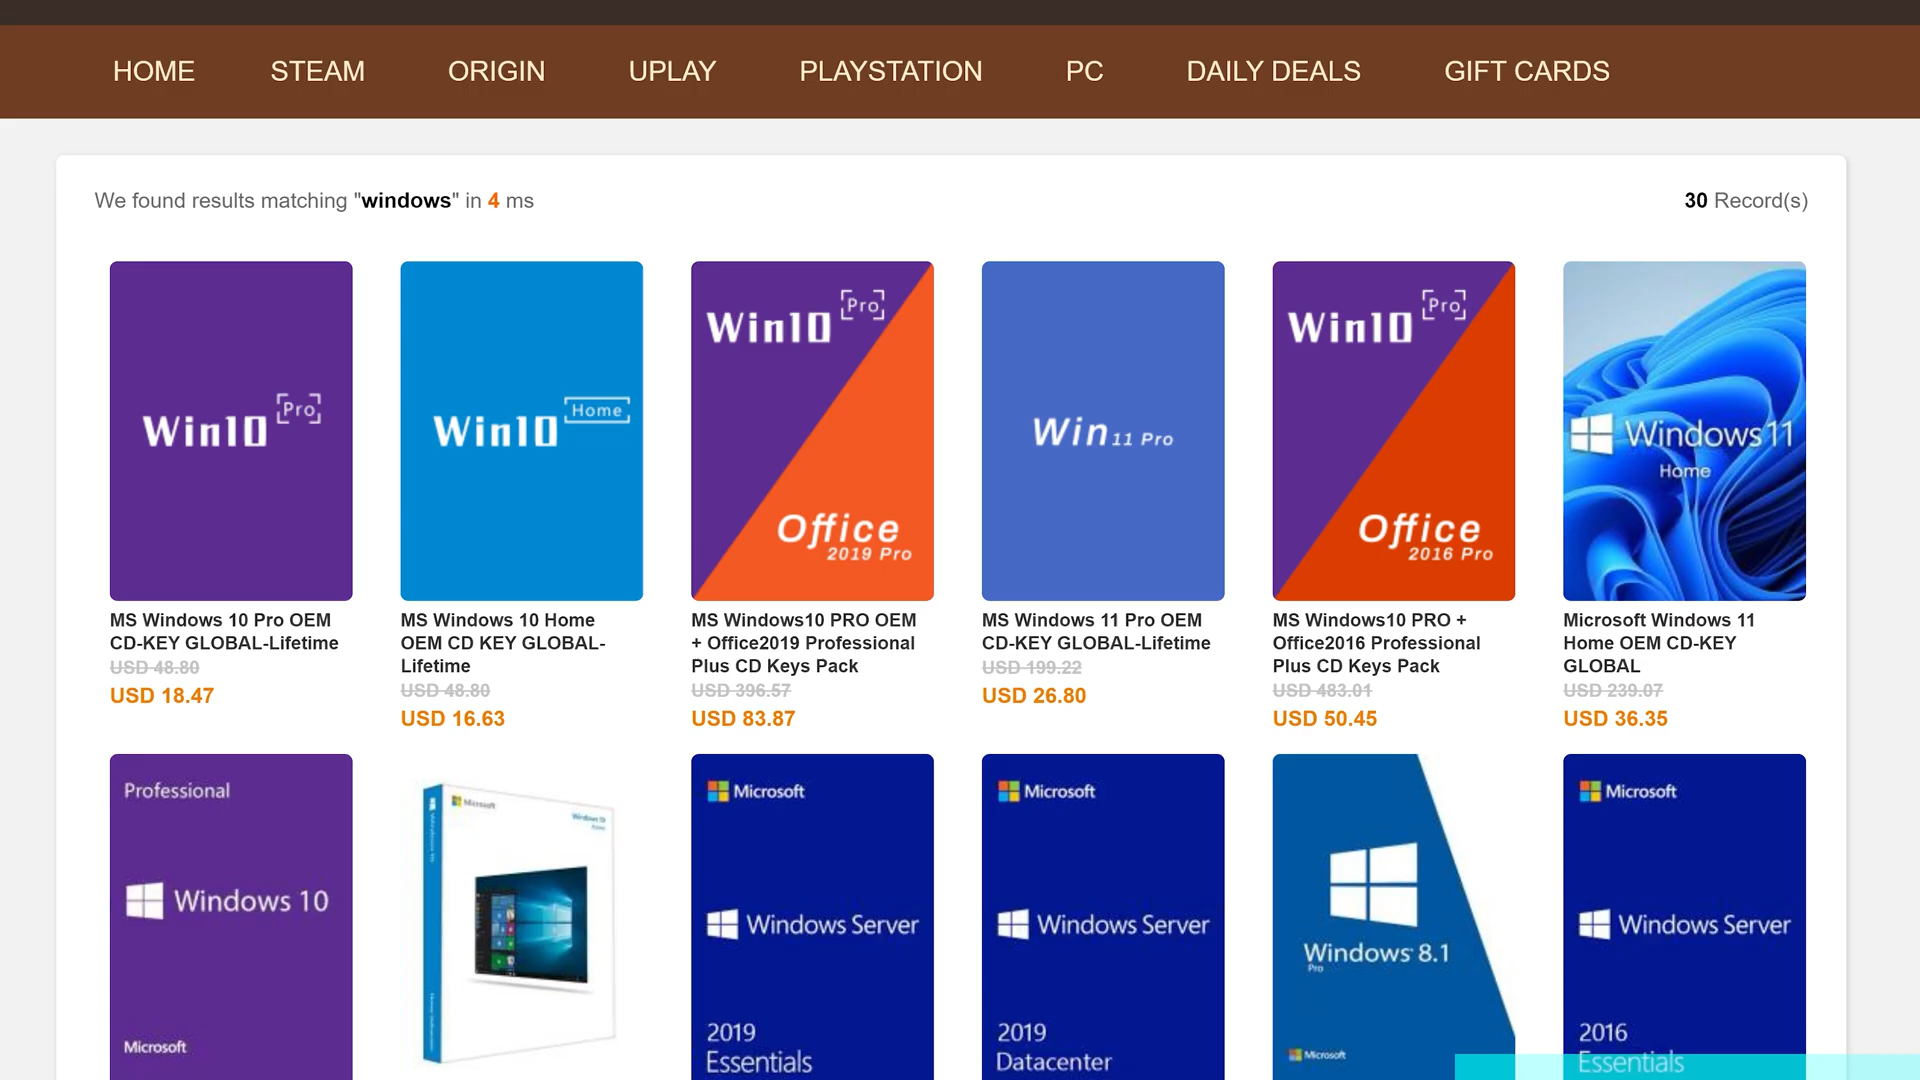 HOME STEAM ORIGIN UPLAY PLAYSTATION PC DAILY DEALS GIFT CARDS
We found results matching "windows" in 4 ms
30 Record(s)
Win10 Pro
Win10 Home
Win10 Pro
Office
2019 Pro
Win 11 Pro
Win10 Pro
Office
2016 Pro
Windows 11
Home
MS Windows 10 Pro OEM
CD-KEY GLOBAL-Lifetime
USD 48.80
USD 18.47
MS Windows 10 Home
OEM CD KEY GLOBAL-
Lifetime
USD 48.80
USD 16.63
MS Windows10 PRO OEM
+ Office2019 Professional
Plus CD Keys Pack
USD 396.57
USD 83.87
MS Windows 11 Pro OEM
CD-KEY GLOBAL-Lifetime
USD 199.22
USD 26.80
MS Windows10 PRO +
Office2016 Professional
Plus CD Keys Pack
USD 483.01
USD 50.45
Microsoft Windows 11
Home OEM CD-KEY
GLOBAL
USD 239.07
USD 36.35
Professional
Windows 10
Microsoft
Microsoft
Windows 10
Microsoft
Windows Server
2019
Essentials
Microsoft
Windows Server
2019
Datacenter
Windows 8.1
Pro
Microsoft
Microsoft
Windows Server
2016
Essentials